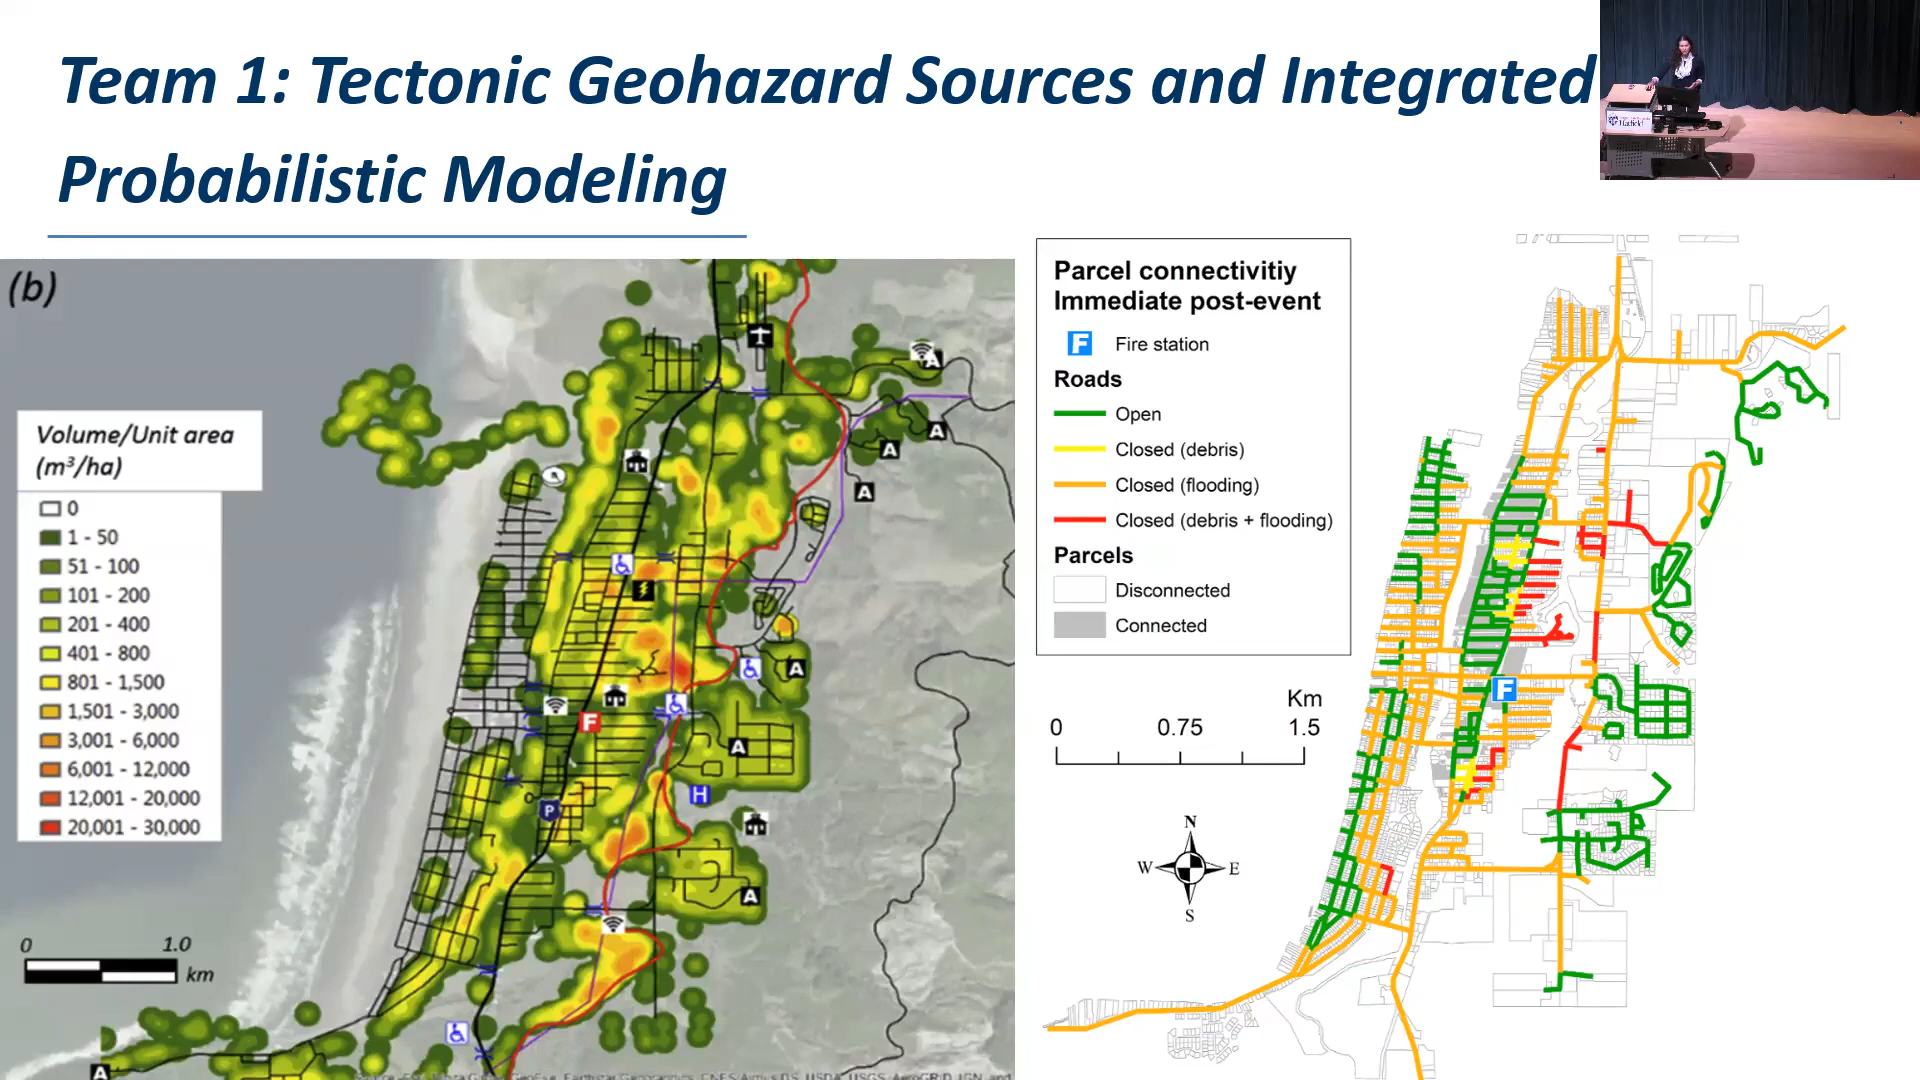 Team 1: Tectonic Geohazard Sources and Integrated
Probabilistic Modeling
(b)
Volume/Unit area
(m³/ha)
0
1 - 50
51 - 100
101 - 200
201 - 400
401 - 800
801 - 1,500
1,501 - 3,000
3,001 - 6,000
6,001 - 12,000
12,001 - 20,000
20,001 - 30,000
0 1.0
km
A
A
A
A
A
A
A
A
F
P
H
Parcel connectivitiy
Immediate post-event
F Fire station
Roads
Open
Closed (debris)
Closed (flooding)
Closed (debris + flooding)
Parcels
Disconnected
Connected
Km
0 0.75 1.5
N
W E
S
F
Hatfield